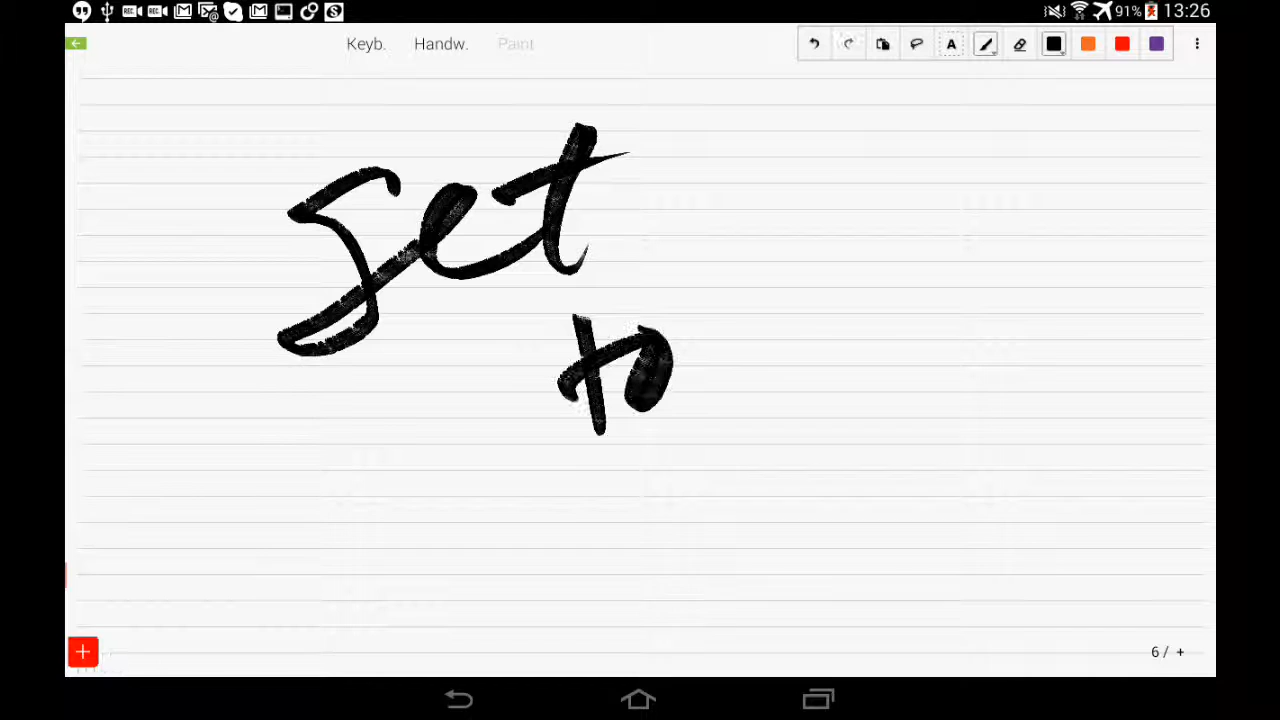 91% 13:26
Keyb. Handw. Paint A
set
to
6 / +